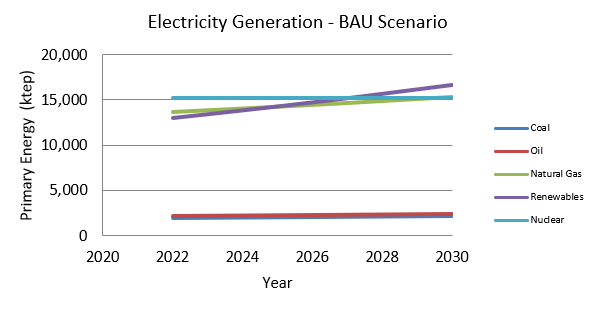 Electricity Generation - BAU Scenario
20,000
15,000
10,000
5,000
0
Primary Energy (ktep)
2020 2022 2024 2026 2028 2030
Year
Coal
Oil
Natural Gas
Renewables
Nuclear